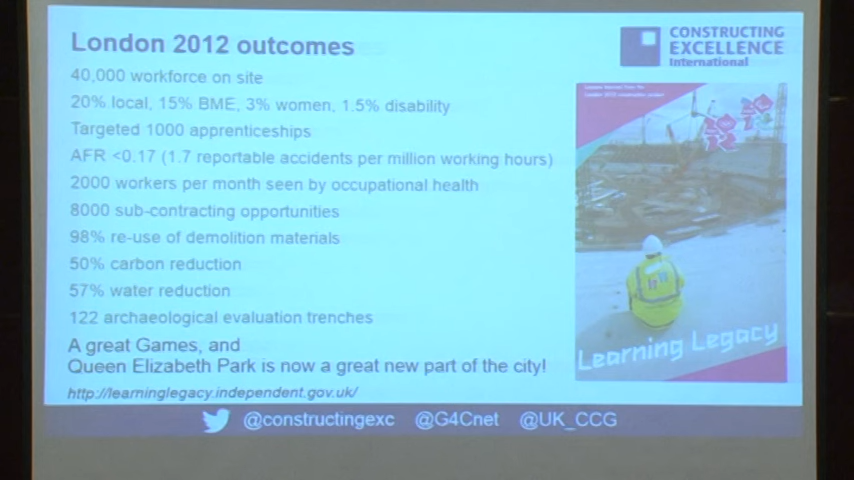 London 2012 outcomes
CONSTRUCTING
EXCELLENCE
International
40,000 workforce on site
20% local, 15% BME, 3% women, 1.5% disability
Targeted 1000 apprenticeships
AFR <0.17 (1.7 reportable accidents per million working hours)
2000 workers per month seen by occupational health
8000 sub-contracting opportunities
98% re-use of demolition materials
50% carbon reduction
57% water reduction
122 archaeological evaluation trenches
A great Games, and
Queen Elizabeth Park is now a great new part of the city!
http://learninglegacy.independent.gov.uk/
Learning Legacy
@constructingexc @G4Cnet @UK_CCG